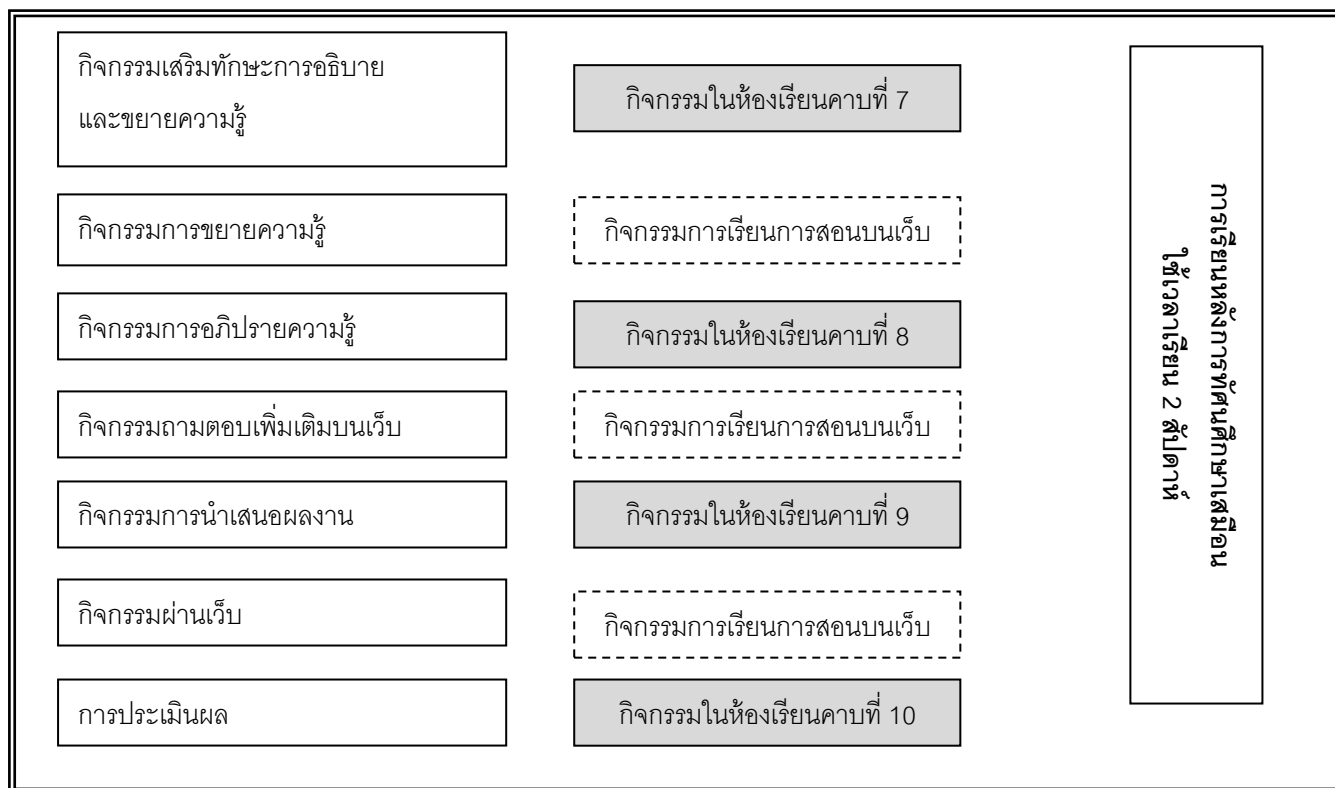 กิจกรรมเสริมทักษะการอธิบาย
และขยายความรู้
กิจกรรมในห้องเรียนคาบที่ 7
กิจกรรมการขยายความรู้
กิจกรรมการเรียนการสอนบนเว็บ
กิจกรรมการอภิปรายความรู้
กิจกรรมในห้องเรียนคาบที่ 8
กิจกรรมถามตอบเพิ่มเติมบนเว็บ
กิจกรรมการเรียนการสอนบนเว็บ
กิจกรรมการนำเสนอผลงาน
กิจกรรมในห้องเรียนคาบที่ 9
กิจกรรมผ่านเว็บ
กิจกรรมการเรียนการสอนบนเว็บ
การประเมินผล
กิจกรรมในห้องเรียนคาบที่ 10
การเรียนหลังการทัศนศึกษาเสมือน
ใช้เวลาเรียน 2 สัปดาห์